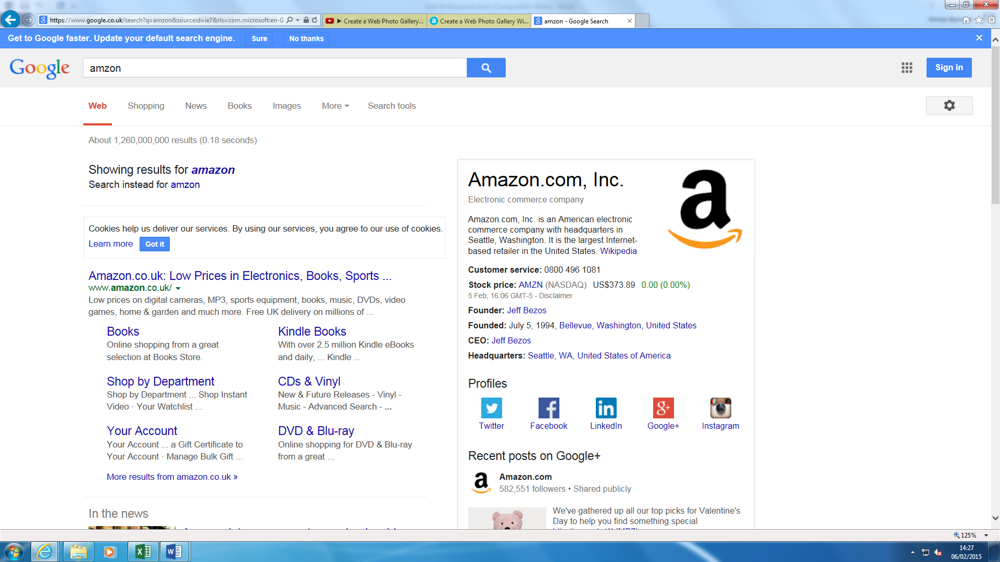 https://www.google.co.uk/search?q=amzon&sourceid=ie7&rls=com.microsoft:en-G
► Create a Web Photo Gallery...
Create a Web Photo Gallery Wi...
amzon - Google Search
Get to Google faster. Update your default search engine. Sure No thanks
Google amzon Sign in
Web Shopping News Books Images More Search tools
About 1,260,000,000 results (0.18 seconds)
Showing results for amazon
Search instead for amzon
Cookies help us deliver our services. By using our services, you agree to our use of cookies.
Learn more Got it
Amazon.co.uk: Low Prices in Electronics, Books, Sports ...
www.amazon.co.uk/
Low prices on digital cameras, MP3, sports equipment, books, music, DVDs, video
games, home & garden and much more. Free UK delivery on millions of ...
Books
Online shopping from a great
selection at Books Store.
Kindle Books
With over 2.5 million Kindle eBooks
and daily, ... Kindle ...
Shop by Department
Shop by Department ... Shop Instant
Video · Your Watchlist ...
CDs & Vinyl
New & Future Releases - Vinyl -
Music - Advanced Search - ...
Your Account
Your Account ... a Gift Certificate to
Your Account · Manage Bulk Gift ...
DVD & Blu-ray
Online shopping for DVD & Blu-ray
from a great ...
More results from amazon.co.uk »
In the news
Amazon.com, Inc.
Electronic commerce company
Amazon.com, Inc. is an American electronic
commerce company with headquarters in
Seattle, Washington. It is the largest Internet-
based retailer in the United States. Wikipedia
Customer service: 0800 496 1081
Stock price: AMZN (NASDAQ) US$373.89 0.00 (0.00%)
5 Feb, 16:06 GMT-5 - Disclaimer
Founder: Jeff Bezos
Founded: July 5, 1994, Bellevue, Washington, United States
CEO: Jeff Bezos
Headquarters: Seattle, WA, United States of America
Profiles
Twitter Facebook LinkedIn Google+ Instagram
Recent posts on Google+
Amazon.com
582,551 followers • Shared publicly
We've gathered up all our top picks for Valentine's
Day to help you find something special
125%
14:27
06/02/2015